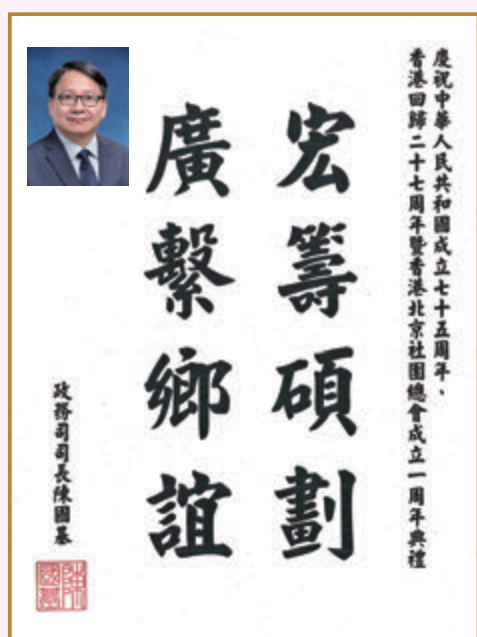 慶祝中華人民共和國成立七十五周年、
香港回歸二十七周年暨香港北京社團總會成立一周年典禮
宏籌碩劃
廣繫鄉誼
政務司司長陳國基
陳國基